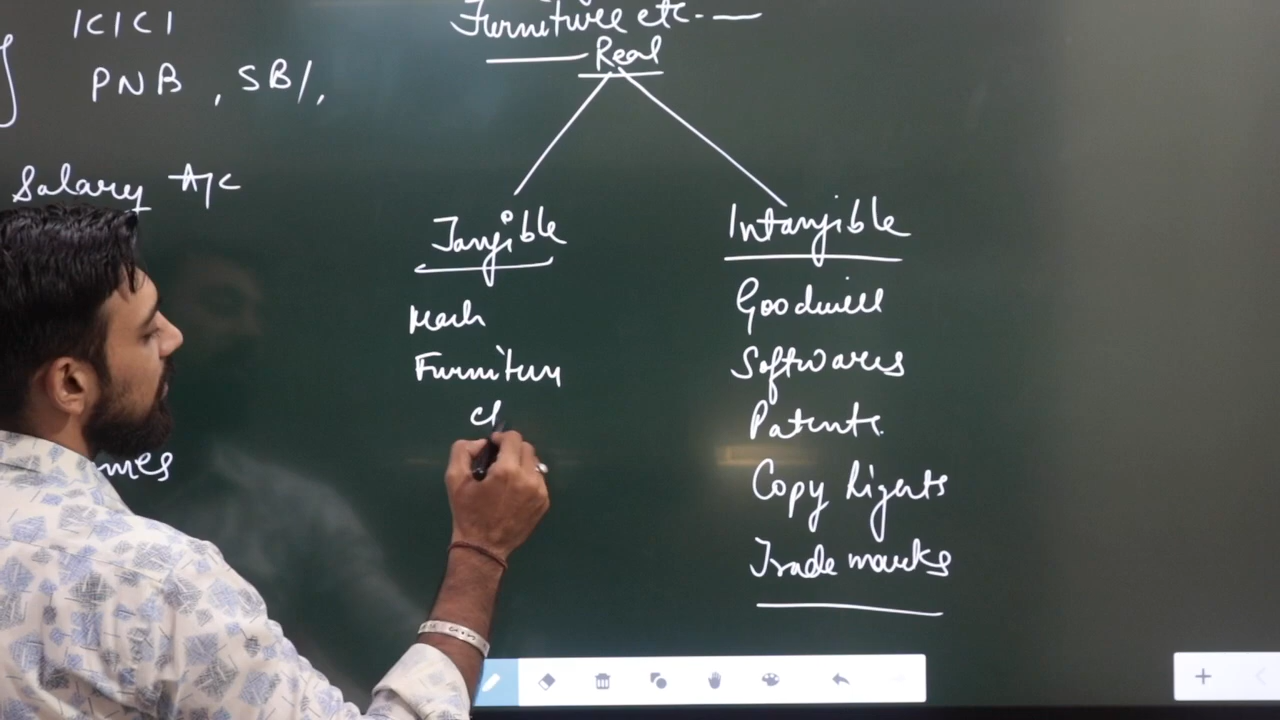 ICICI
PNB, SBI,
Salary A/c
mes
Furniture etc.
Real
Tangible
Mach
Furniture
Intangible
Goodwill
Softwares
Patents
Copy Rights
Trade marks